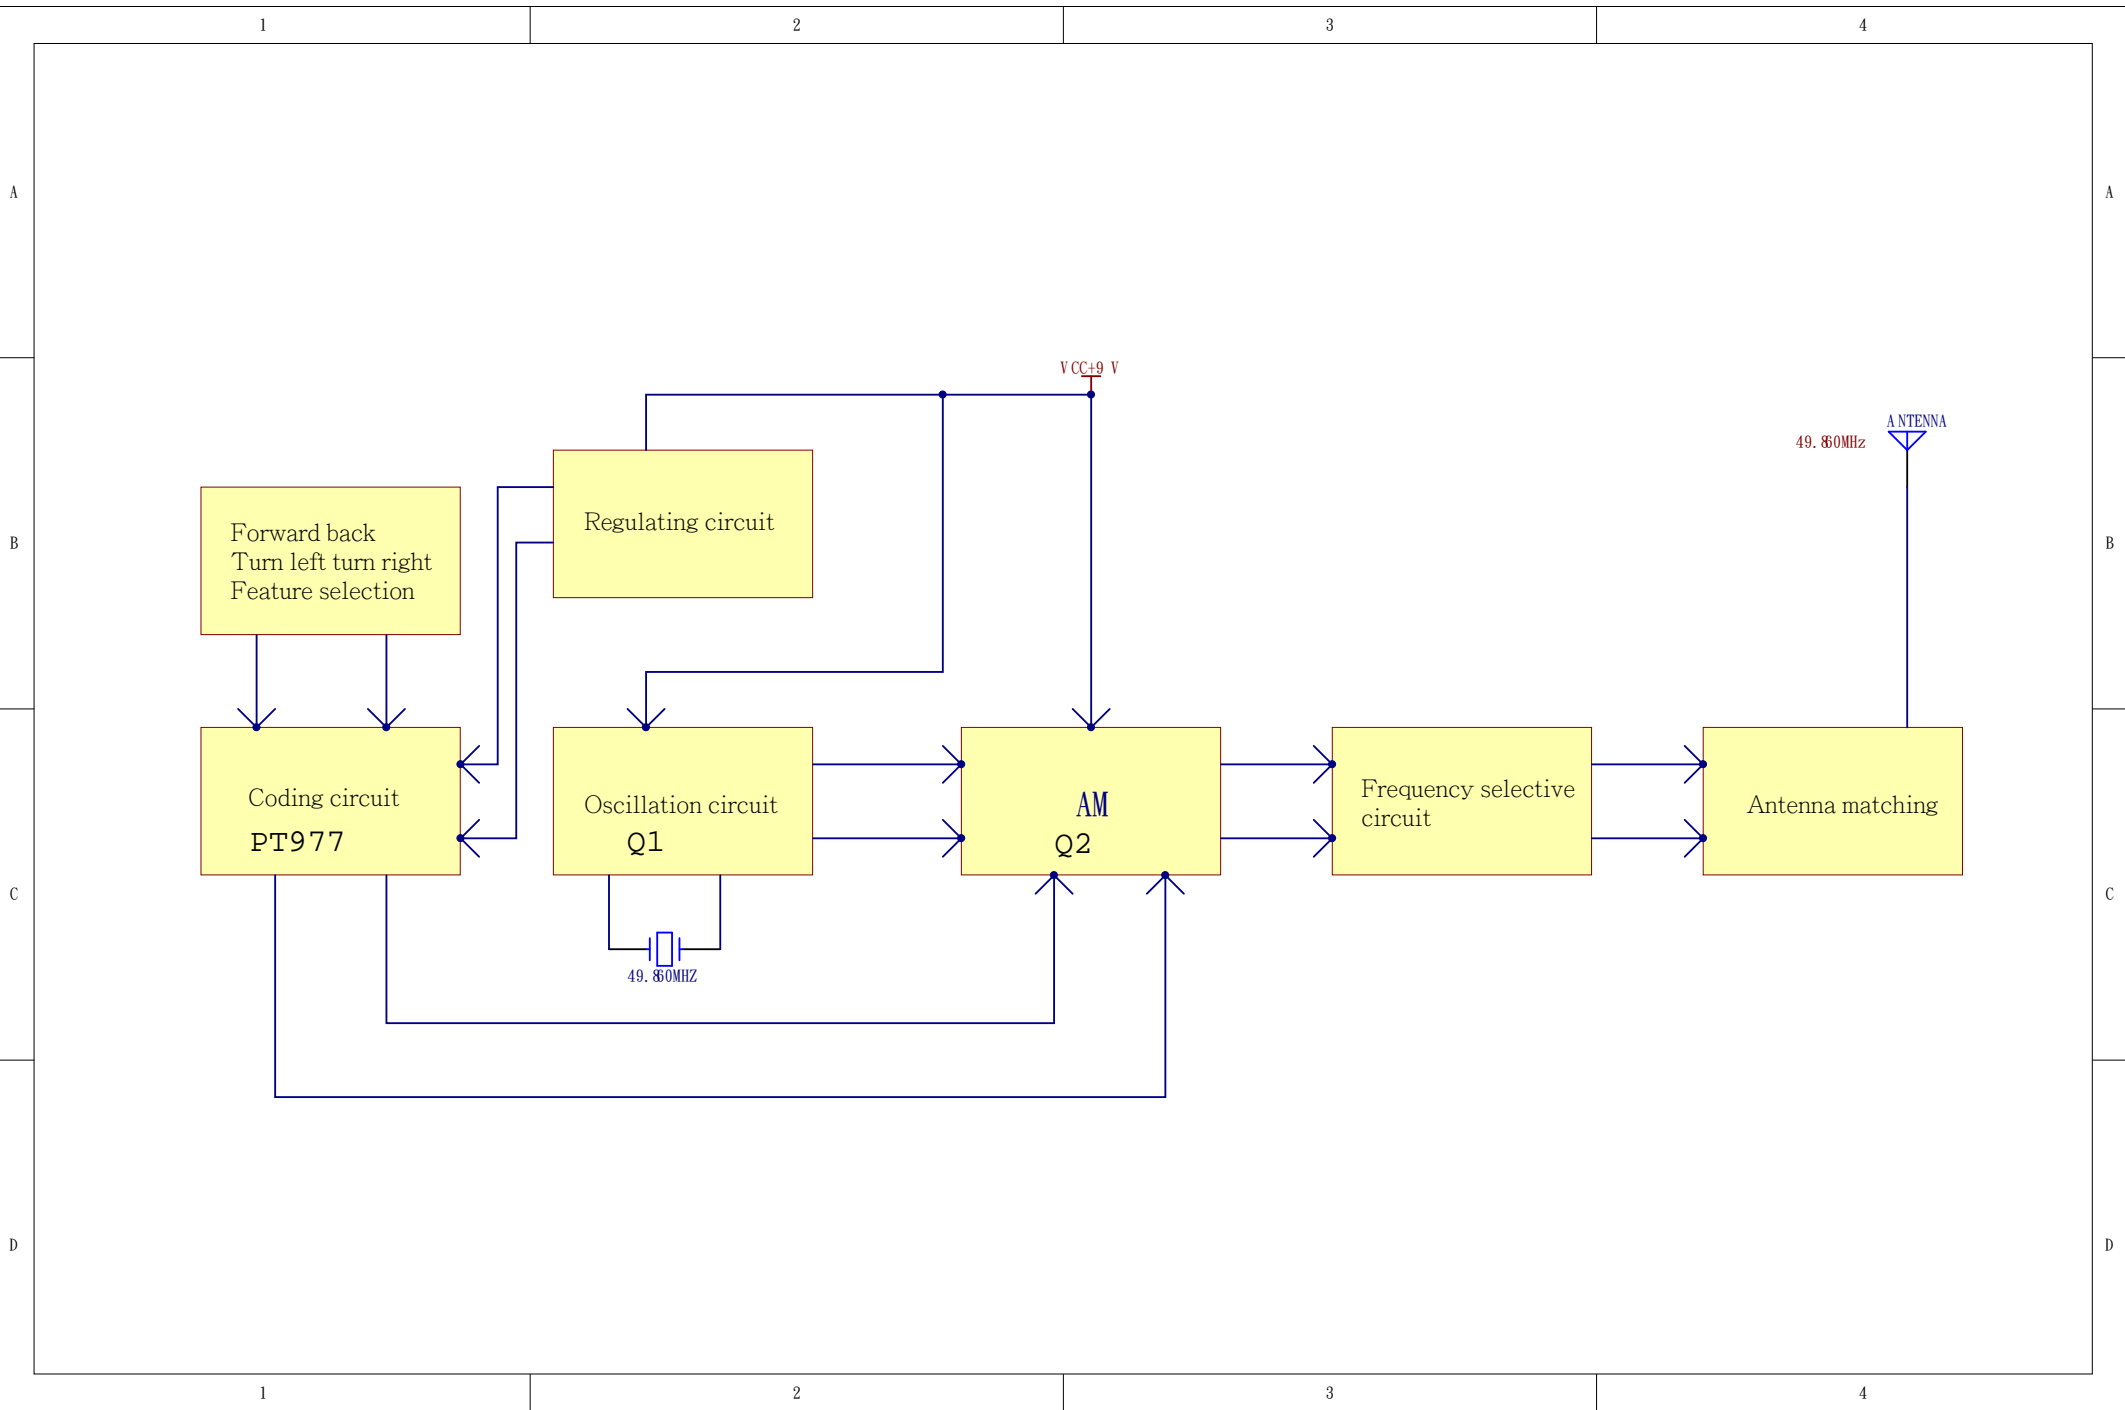 1 2 3 4
A A
VCC+9 V
ANTENNA
49.860MHz
Regulating circuit
Forward back
Turn left turn right
Feature selection
B B
Coding circuit
PT977
Oscillation circuit
Q1
AM
Q2
Frequency selective
circuit
Antenna matching
C C
49.860MHZ
D D
1 2 3 4